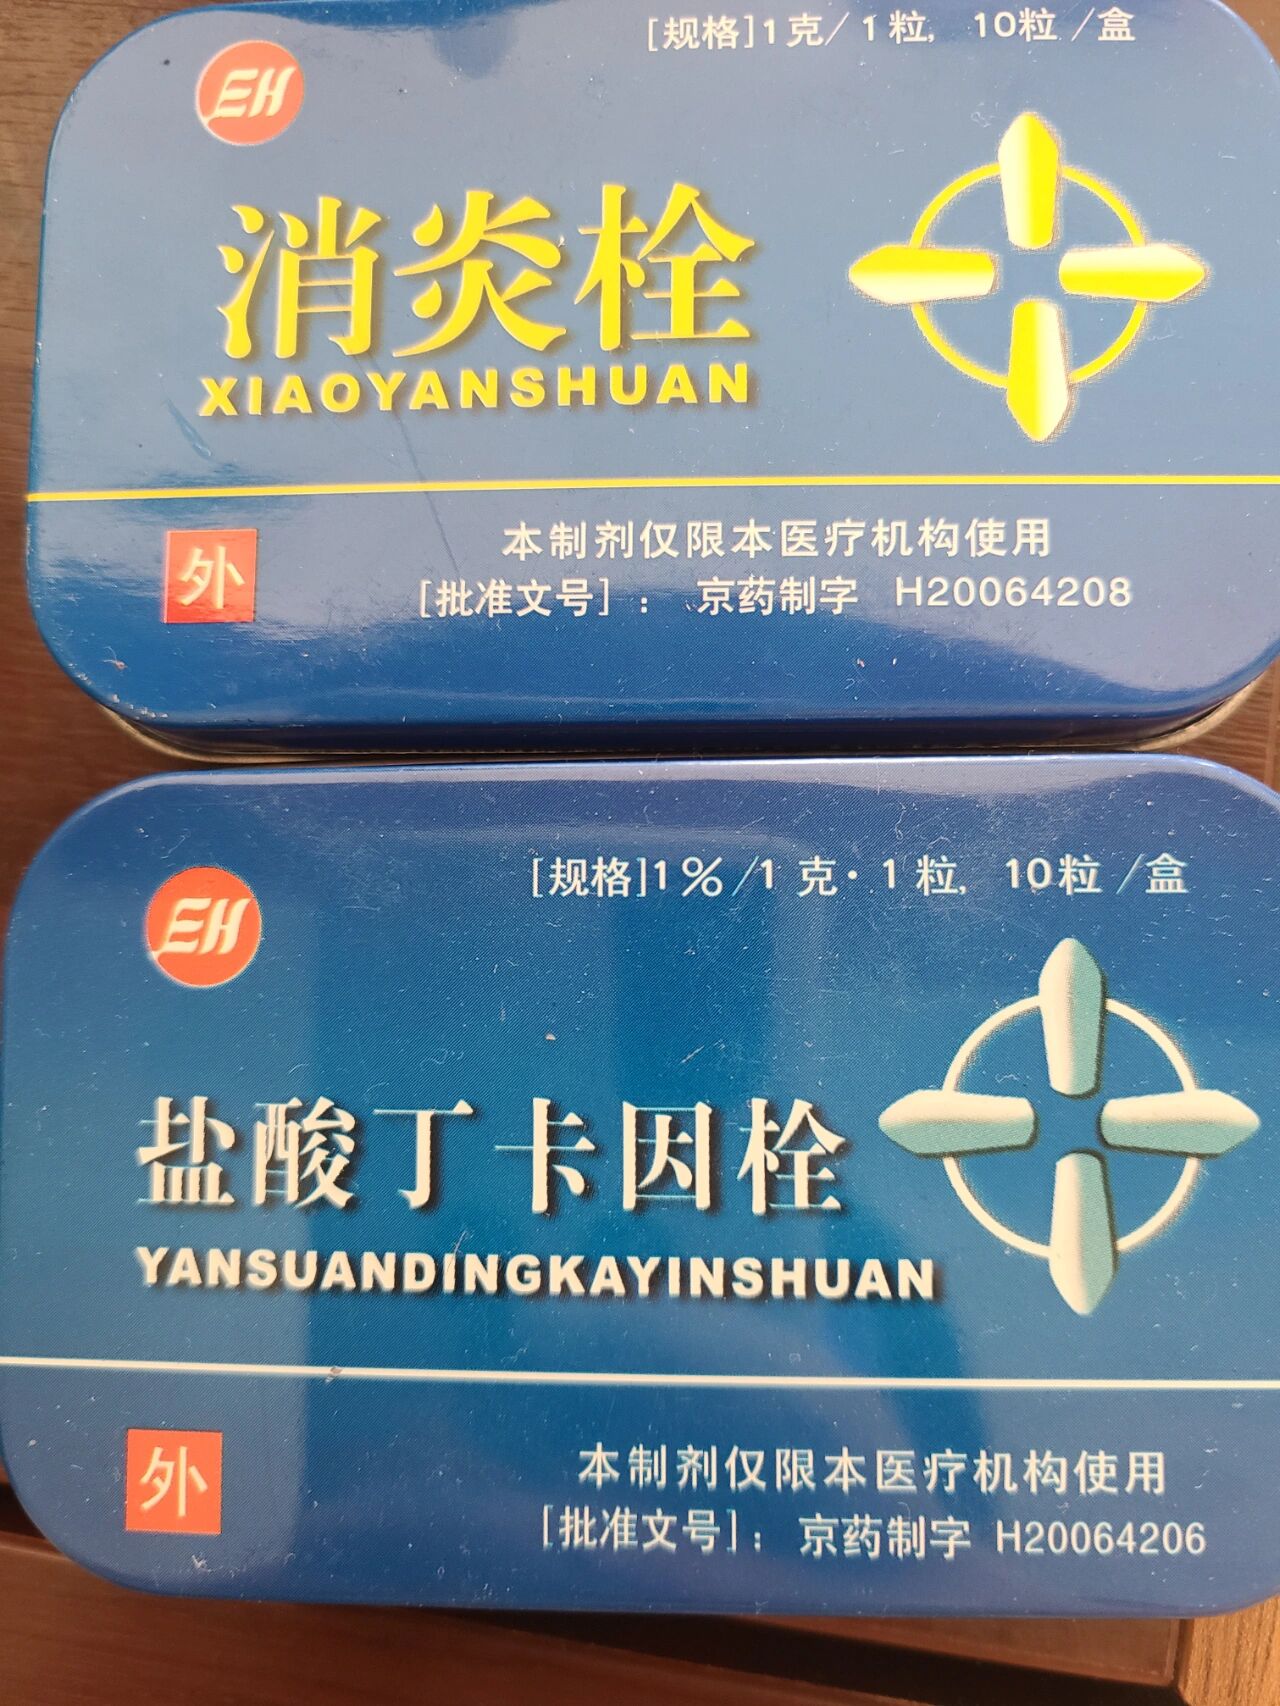 [规格]1克/1粒, 10粒/盒
EH
消炎栓
XIAOYANSHUAN
外
本制剂仅限本医疗机构使用
[批准文号]: 京药制字 H20064208
[规格]1%/1克·1粒, 10粒/盒
EH
盐酸丁卡因栓
YANSUANDINGKAYINSHUAN
外
本制剂仅限本医疗机构使用
[批准文号]: 京药制字 H20064206